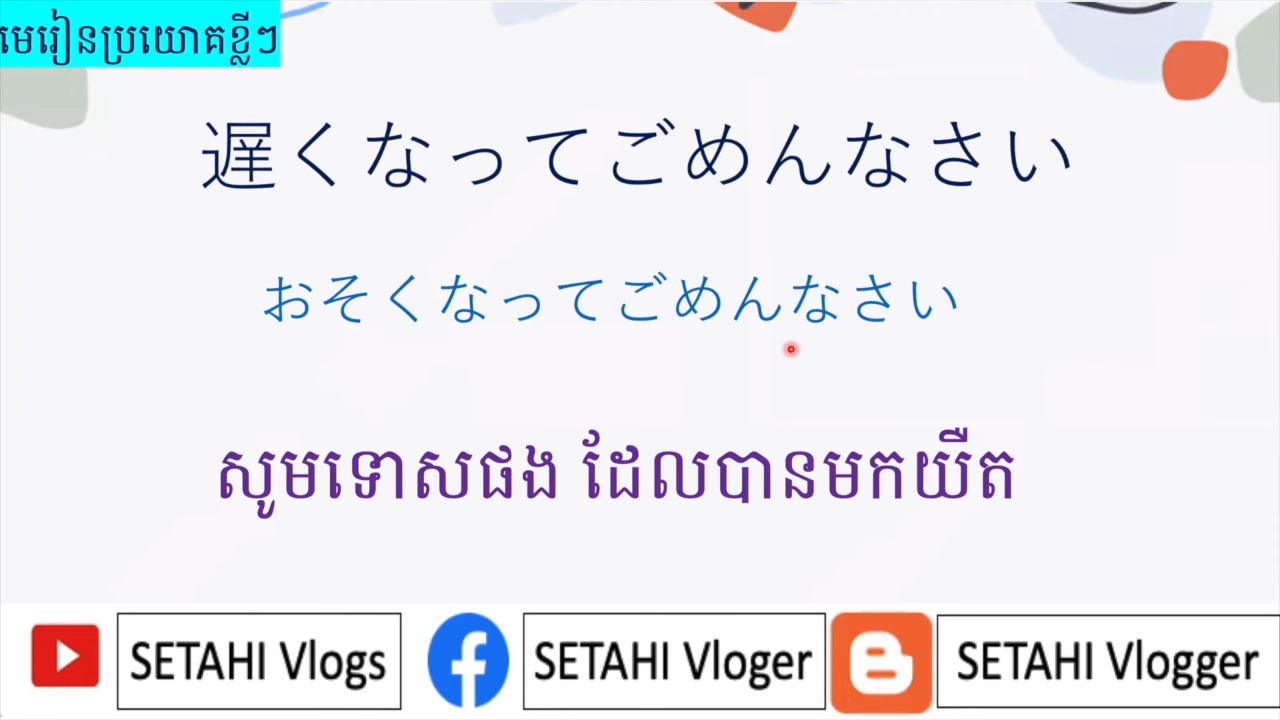 មេរៀនប្រយោគខ្លីៗ
遅くなってごめんなさい
おそくなってごめんなさい
សូមទោសផង ដែលបានមកយឺត
SETAHI Vlogs SETAHI Vloger SETAHI Vlogger